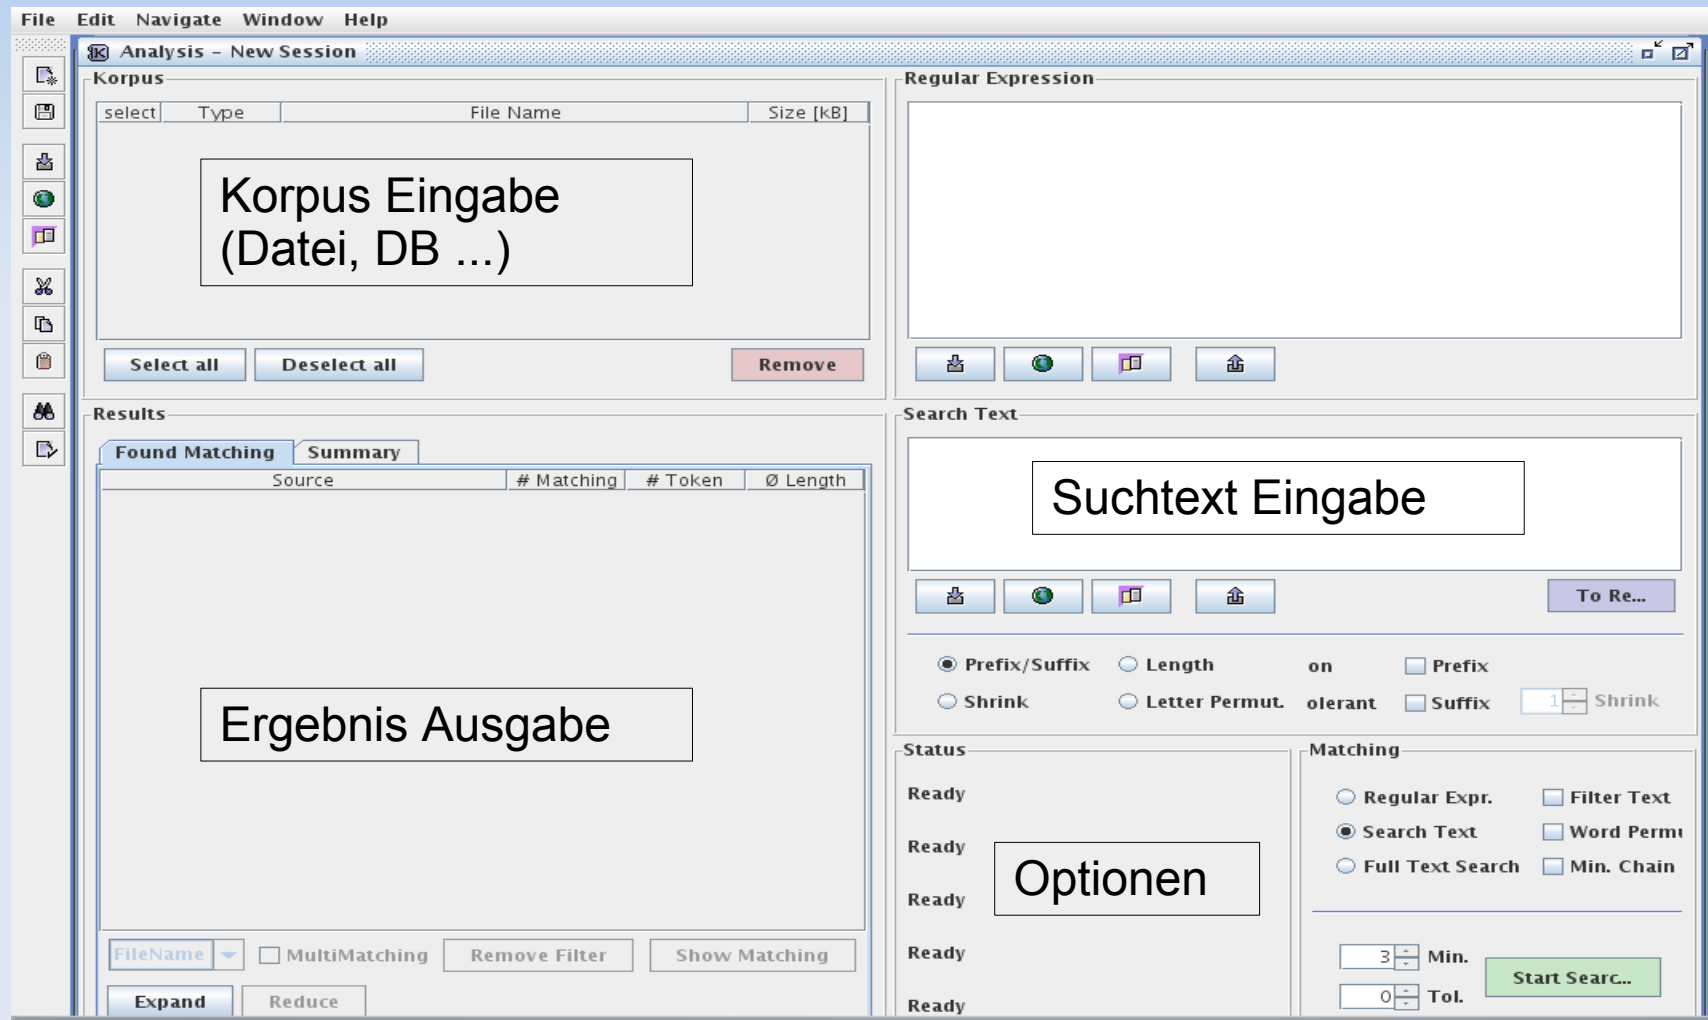 File Edit Navigate Window Help
Analysis - New Session
Korpus
select Type File Name Size [kB]
Korpus Eingabe
(Datei, DB ...)
Select all Deselect all Remove
Regular Expression
Results
Found Matching Summary
Source # Matching # Token Ø Length
Ergebnis Ausgabe
FileName MultiMatching Remove Filter Show Matching
Expand Reduce
Search Text
Suchtext Eingabe
To Re...
Prefix/Suffix Length on Prefix
Shrink Letter Permut. olerant Suffix 1 Shrink
Status
Ready
Ready
Ready
Ready
Ready
Optionen
Matching
Regular Expr. Filter Text
Search Text Word Permu
Full Text Search Min. Chain
3 Min.
Start Searc...
0 Tol.